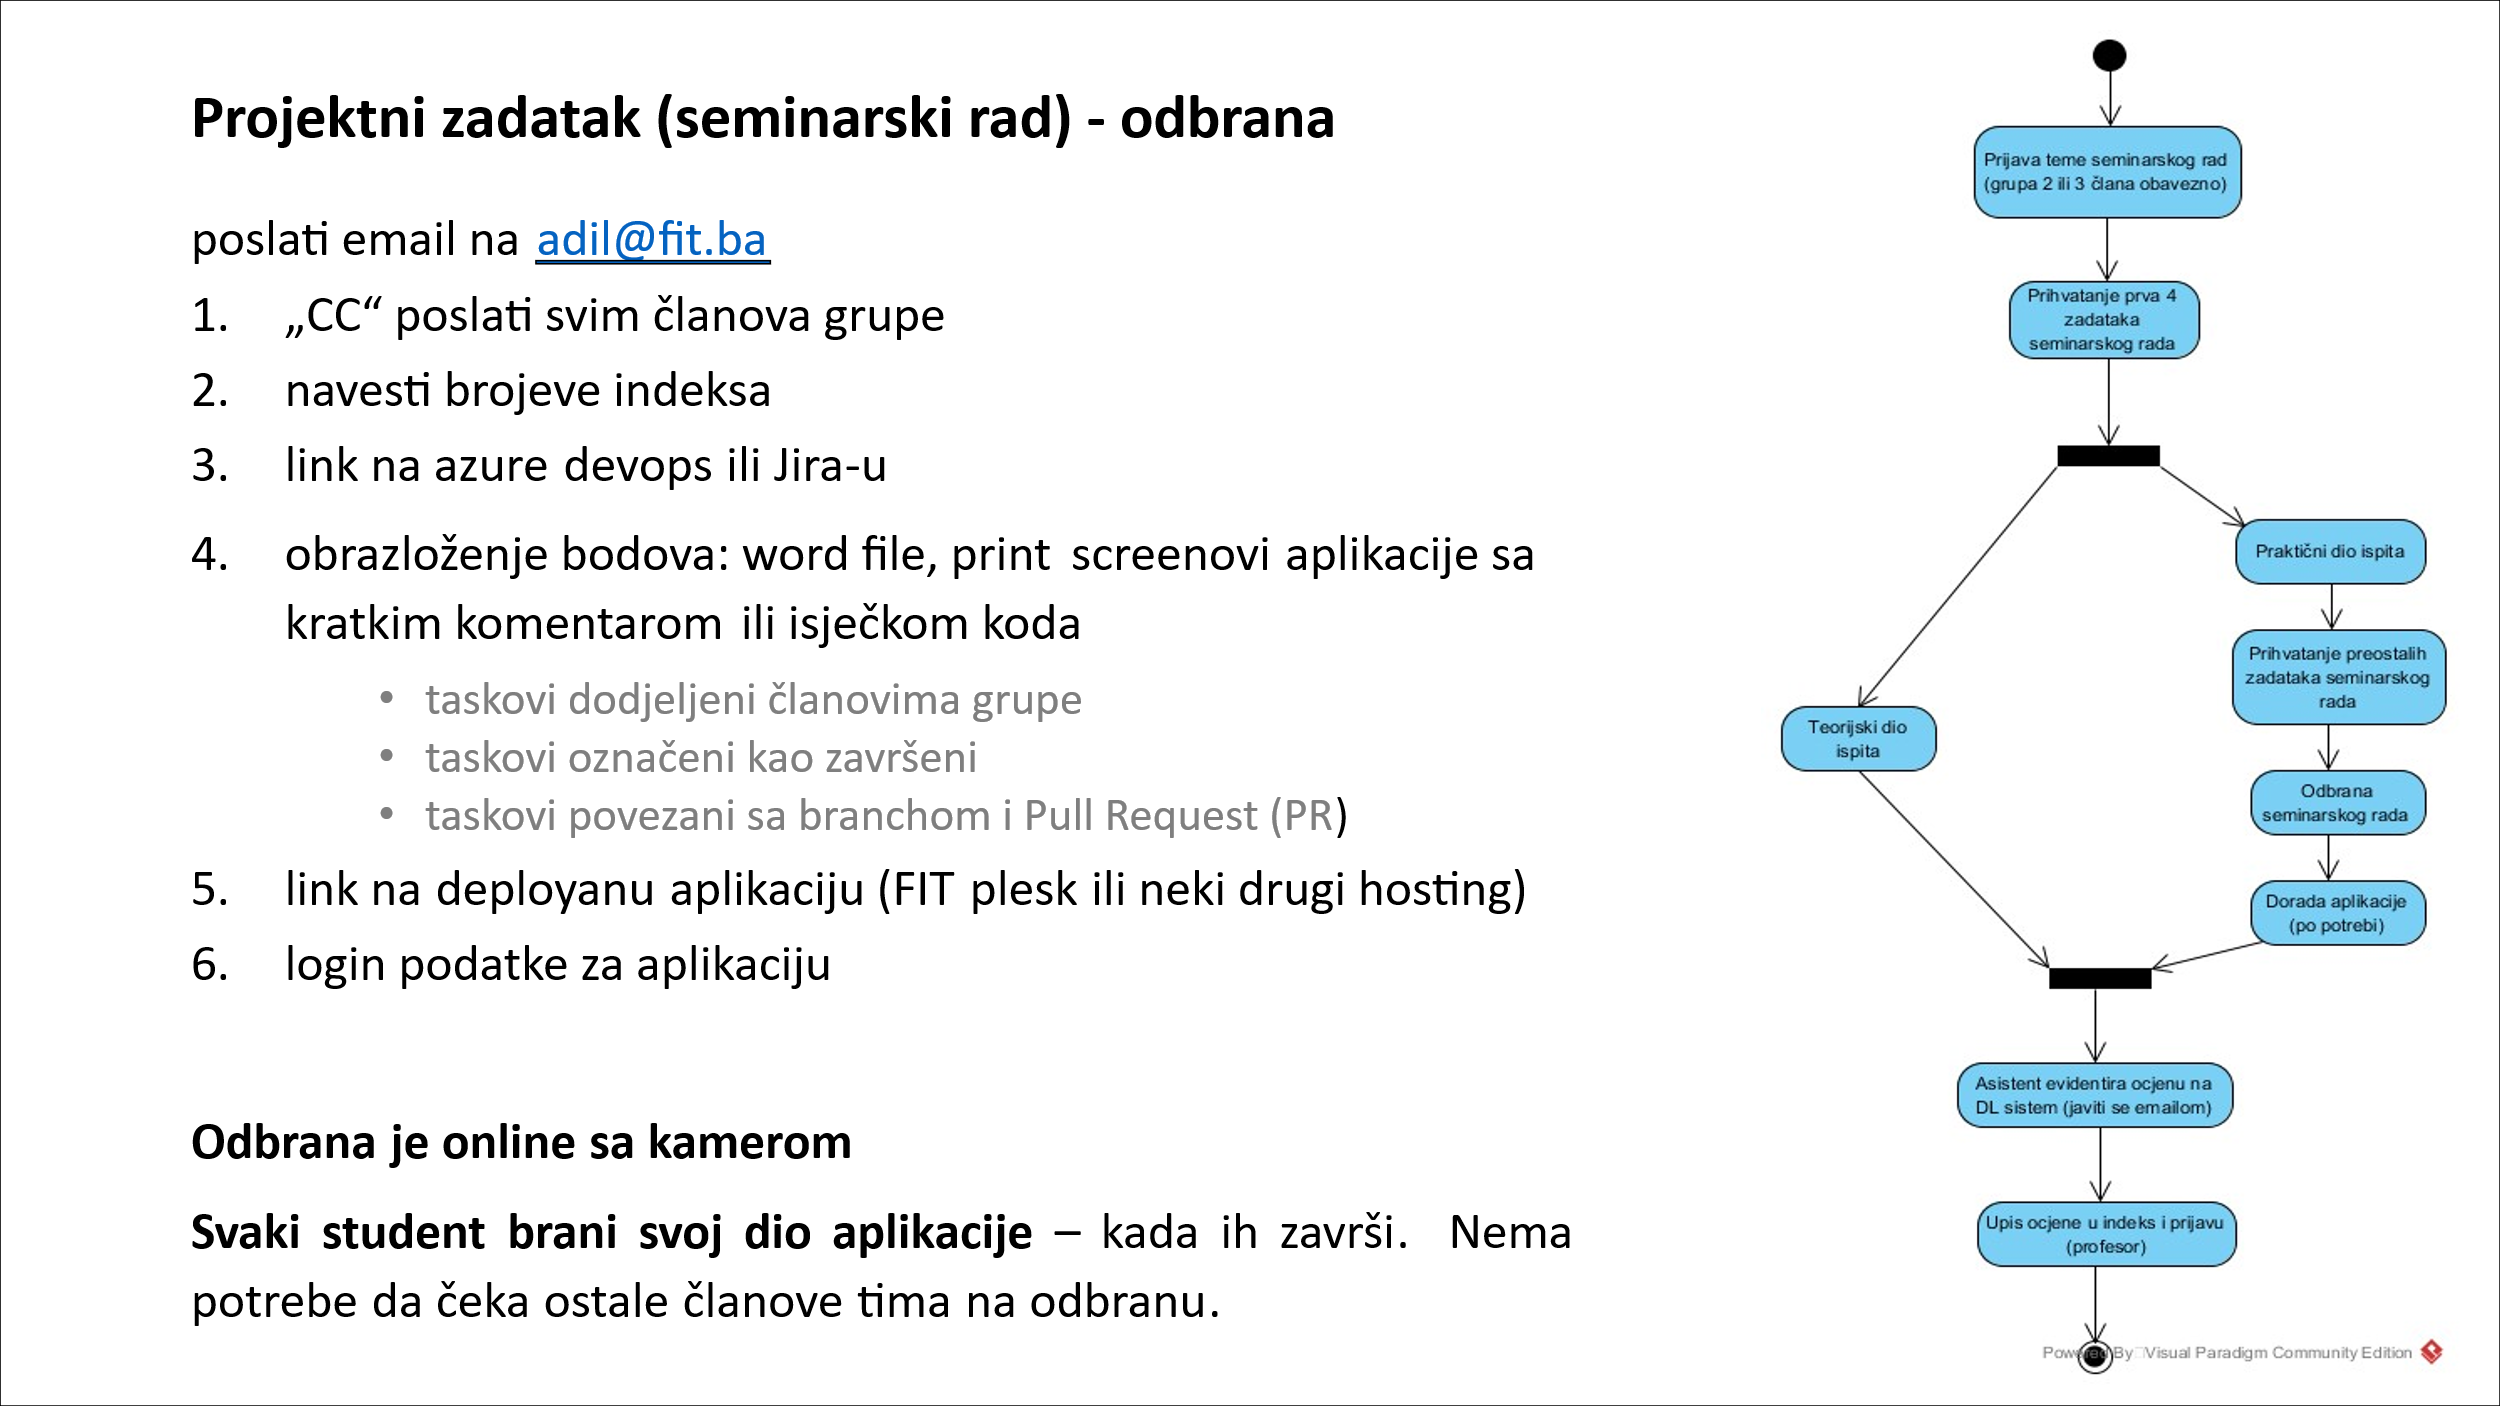 Projektni zadatak (seminarski rad) - odbrana
poslati email na adil@fit.ba
1. „CC“ poslati svim članova grupe
2. navesti brojeve indeksa
3. link na azure devops ili Jira-u
4. obrazloženje bodova: word file, print screenovi aplikacije sa
kratkim komentarom ili isječkom koda
• taskovi dodjeljeni članovima grupe
• taskovi označeni kao završeni
• taskovi povezani sa branchom i Pull Request (PR)
5. link na deployanu aplikaciju (FIT plesk ili neki drugi hosting)
6. login podatke za aplikaciju
Odbrana je online sa kamerom
Svaki student brani svoj dio aplikacije – kada ih završi. Nema
potrebe da čeka ostale članove tima na odbranu.
Prijava teme seminarskog rad
(grupa 2 ili 3 člana obavezno)
Prihvatanje prva 4
zadataka
seminarskog rada
Praktični dio ispita
Prihvatanje preostalih
zadataka seminarskog
rada
Teorijski dio
ispita
Odbrana
seminarskog rada
Dorada aplikacije
(po potrebi)
Asistent evidentira ocjenu na
DL sistem (javiti se emailom)
Upis ocjene u indeks i prijavu
(profesor)
Powered By Visual Paradigm Community Edition